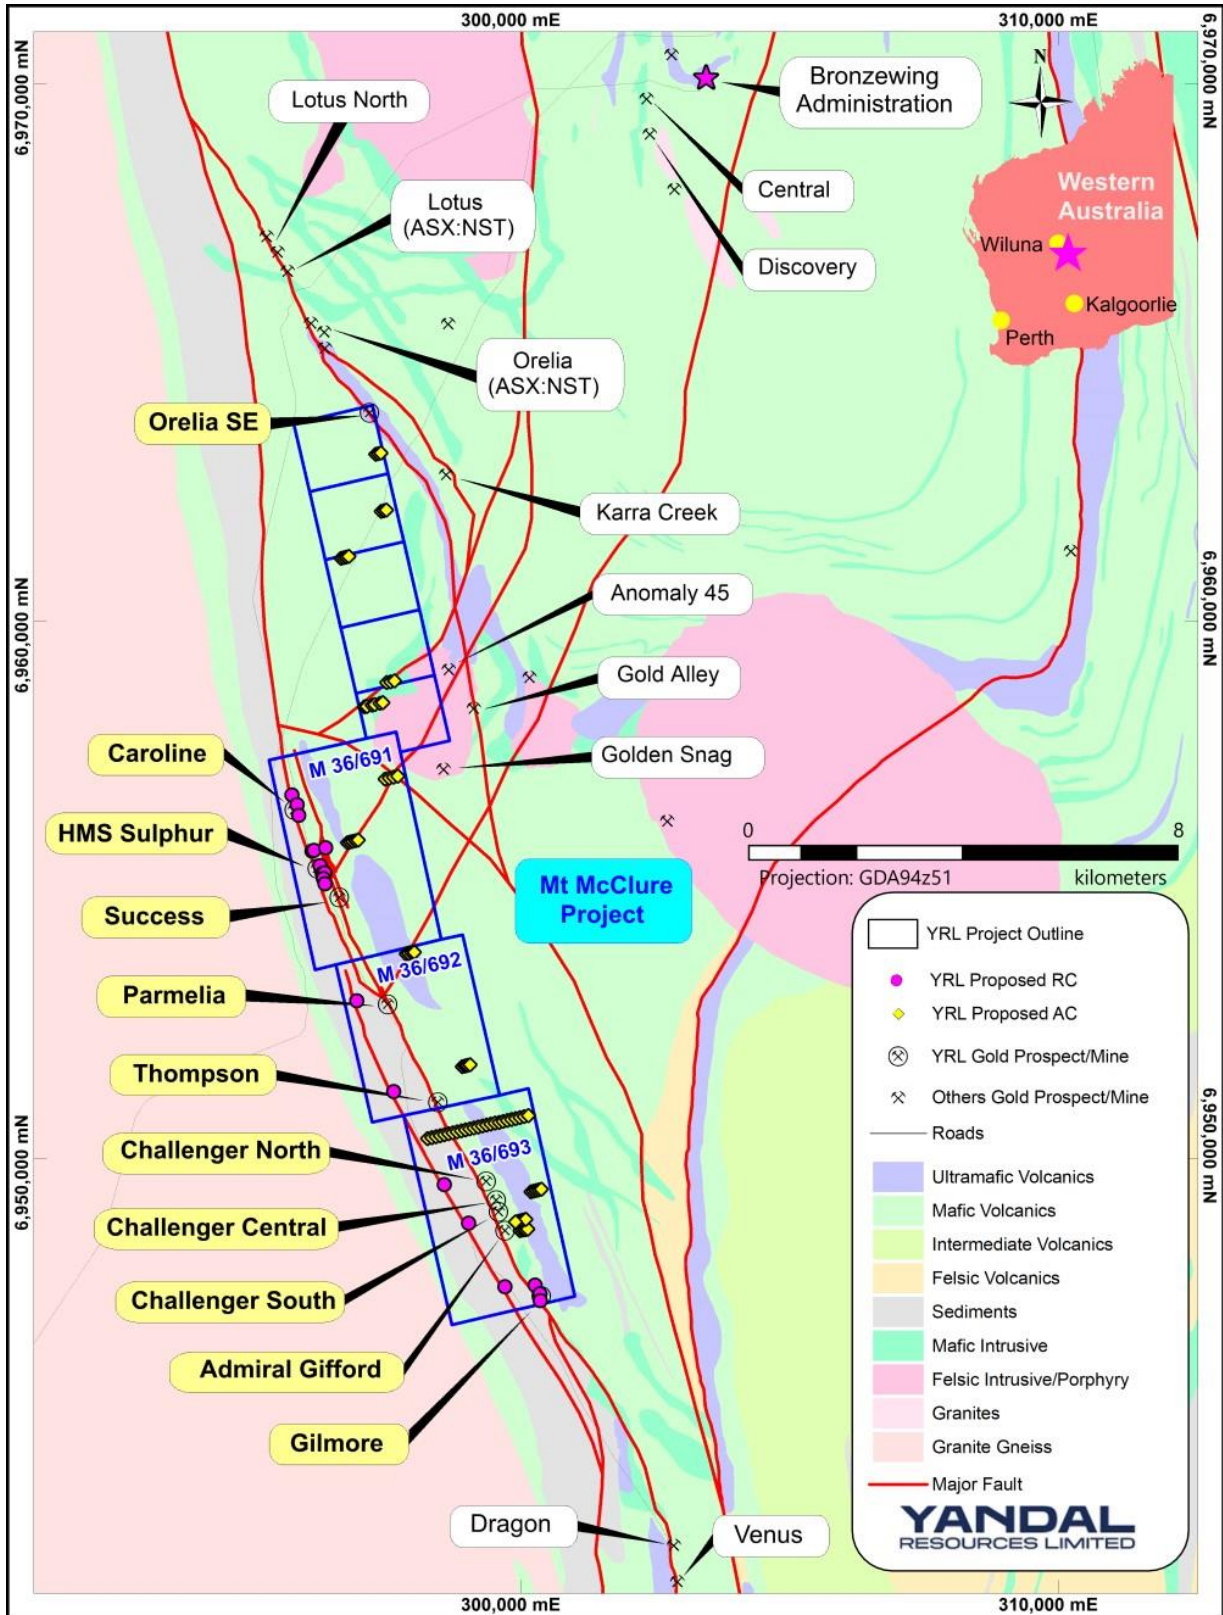 300,000 mE
310,000 mE
6,970,000 mN
6,970,000 mN
N
Bronzewing
Administration
Lotus North
Central
Western
Australia
Lotus
(ASX:NST)
Wiluna
Discovery
Kalgoorlie
Perth
Orelia
(ASX:NST)
Orelia SE
Karra Creek
6,960,000 mN
6,960,000 mN
Anomaly 45
Gold Alley
Caroline
M 36/691
Golden Snag
HMS Sulphur
0
8
Projection: GDA94z51
kilometers
Mt McClure
Project
Success
YRL Project Outline
M 36/692
YRL Proposed RC
Parmelia
YRL Proposed AC
YRL Gold Prospect/Mine
Thompson
Others Gold Prospect/Mine
6,950,000 mN
6,950,000 mN
Roads
Challenger North
M 36/693
Ultramafic Volcanics
Mafic Volcanics
Challenger Central
Intermediate Volcanics
Felsic Volcanics
Challenger South
Sediments
Mafic Intrusive
Admiral Gifford
Felsic Intrusive/Porphyry
Granites
Gilmore
Granite Gneiss
Major Fault
YANDAL
RESOURCES LIMITED
Dragon
Venus
300,000 mE
310,000 mE